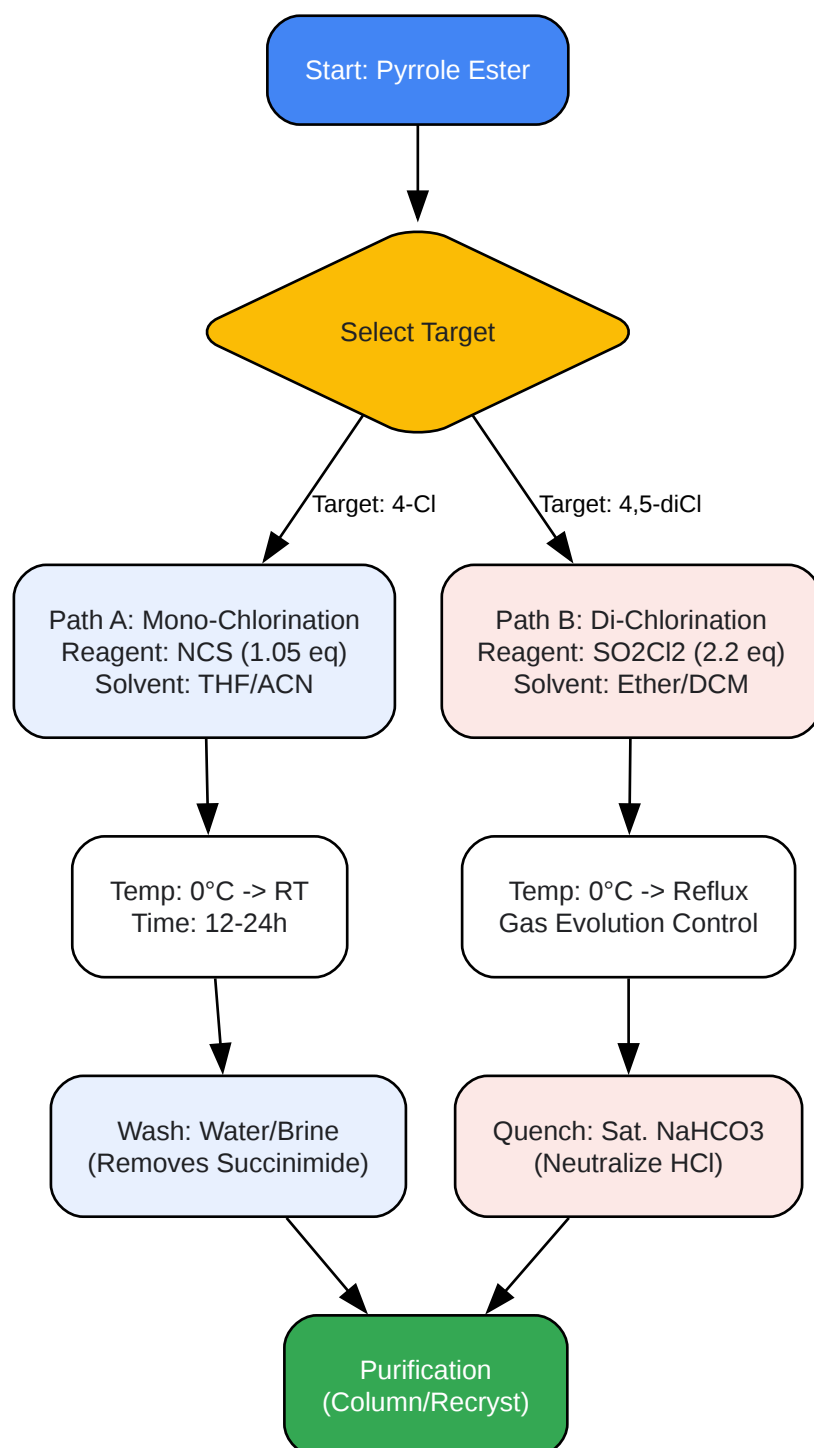 Start: Pyrrole Ester
Select Target
Target: 4-Cl
Target: 4,5-diCl
Path A: Mono-Chlorination
Reagent: NCS (1.05 eq)
Solvent: THF/ACN
Path B: Di-Chlorination
Reagent: SO2Cl2 (2.2 eq)
Solvent: Ether/DCM
Temp: 0°C -> RT
Time: 12-24h
Temp: 0°C -> Reflux
Gas Evolution Control
Wash: Water/Brine
(Removes Succinimide)
Quench: Sat. NaHCO3
(Neutralize HCl)
Purification
(Column/Recryst)